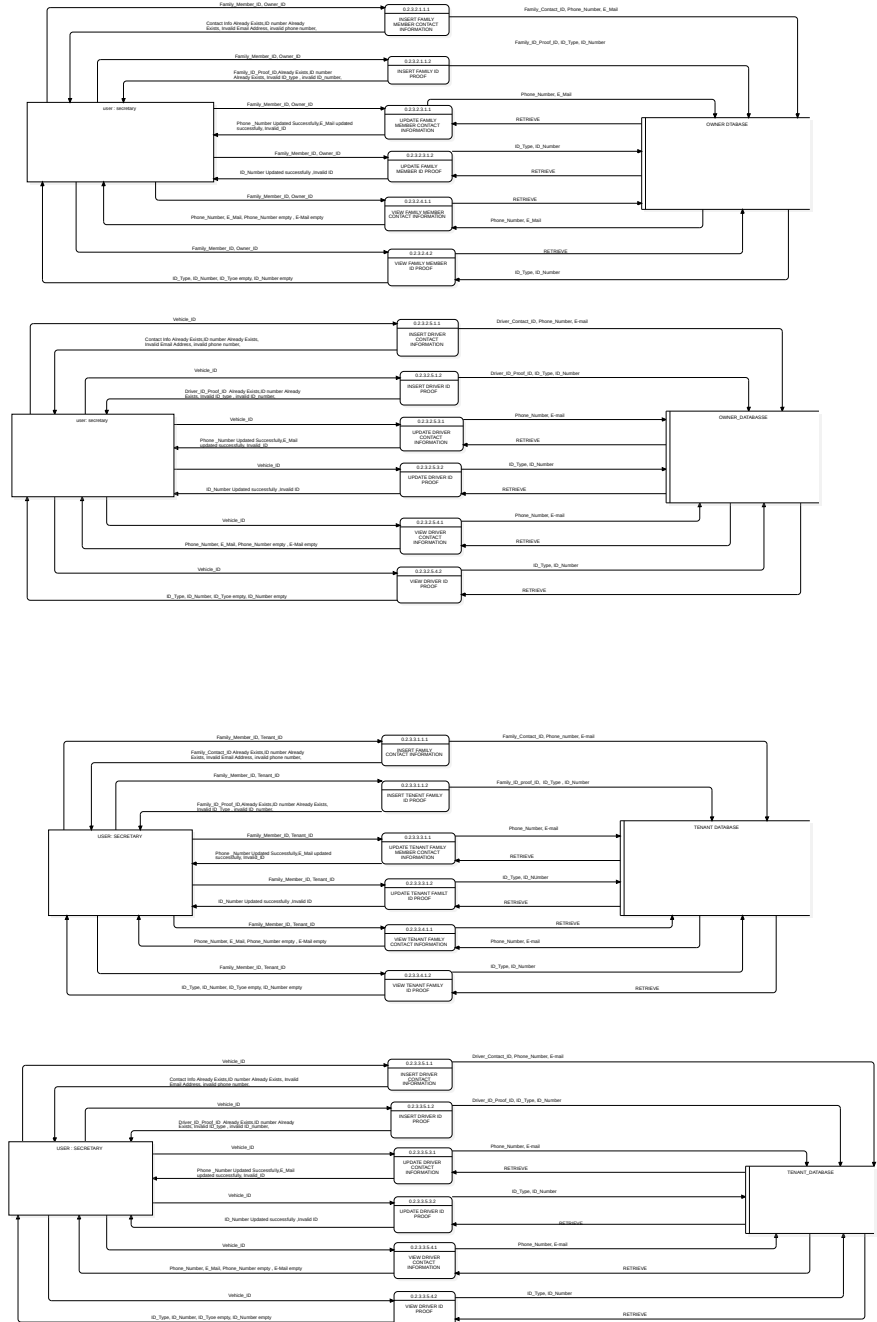 Family_Member_ID, Owner_ID
0.2.3.2.1.1.1
INSERT FAMILY
MEMBER CONTACT
INFORMATION
Family_Contact_ID, Phone_Number, E_Mail
Contact Info Already Exists,ID number Already
Exists, Invalid Email Address, invalid phone number,
Family_ID_Proof_ID, ID_Type, ID_Number
Family_Member_ID, Owner_ID
0.2.3.2.1.1.2
INSERT FAMILY ID
PROOF
Family_ID_Proof_ID,Already Exists,ID number
Already Exists, Invalid ID_type , invalid ID_number,
user : secretary
Family_Member_ID, Owner_ID
0.2.3.2.3.1.1
UPDATE FAMILY
MEMBER CONTACT
INFORMATION
Phone_Number, E_Mail
RETRIEVE
OWNER DTABASE
Phone _Number Updated Successfully,E_Mail updated
successfully, Invalid_ID
Family_Member_ID, Owner_ID
0.2.3.2.3.1.2
UPDATE FAMILY
MEMBER ID PROOF
ID_Type, ID_Number
RETRIEVE
ID_Number Updated successfully ,Invalid ID
Family_Member_ID, Owner_ID
0.2.3.2.4.1.1
VIEW FAMILY MEMBER
CONTACT INFORMATION
RETRIEVE
Phone_Number, E_Mail
Phone_Number, E_Mail, Phone_Number empty , E-Mail empty
Family_Member_ID, Owner_ID
0.2.3.2.4.2
VIEW FAMILY MEMBER
ID PROOF
RETRIEVE
ID_Type, ID_Number
ID_Type, ID_Number, ID_Tyoe empty, ID_Number empty
Vehicle_ID
0.2.3.2.5.1.1
INSERT DRIVER
CONTACT
INFORMATION
Driver_Contact_ID, Phone_Number, E-mail
Contact Info Already Exists,ID number Already Exists,
Invalid Email Address, invalid phone number,
Vehicle_ID
0.2.3.2.5.1.2
INSERT DRIVER ID
PROOF
Driver_ID_Proof_ID, ID_Type, ID_Number
Driver_ID_Proof_ID Already Exists,ID number Already
Exists, Invalid ID_type , invalid ID_number,
user: secretary
Vehicle_ID
0.2.3.2.5.3.1
UPDATE DRIVER
CONTACT
INFORMATION
Phone_Number, E-mail
RETRIEVE
OWNER_DATABASSE
Phone _Number Updated Successfully,E_Mail
updated successfully, Invalid_ID
Vehicle_ID
0.2.3.2.5.3.2
UPDATE DRIVER ID
PROOF
ID_Type, ID_Number
RETRIEVE
ID_Number Updated successfully ,Invalid ID
Vehicle_ID
0.2.3.2.5.4.1
VIEW DRIVER
CONTACT
INFORMATION
Phone_Number, E-mail
RETRIEVE
Phone_Number, E_Mail, Phone_Number empty , E-Mail empty
Vehicle_ID
0.2.3.2.5.4.2
VIEW DRIVER ID
PROOF
ID_Type, ID_Number
RETRIEVE
ID_Type, ID_Number, ID_Tyoe empty, ID_Number empty
Family_Member_ID, Tenant_ID
0.2.3.3.1.1.1
INSERT FAMILY
CONTACT INFORMATION
Family_Contact_ID, Phone_number, E-mail
Family_Contact_ID Already Exists,ID number Already
Exists, Invalid Email Address, invalid phone number,
Family_Member_ID, Tenant_ID
0.2.3.3.1.1.2
INSERT TENENT FAMILY
ID PROOF
Family_ID_proof_ID, ID_Type , ID_Number
Family_ID_Proof_ID,Already Exists,ID number Already Exists,
Invalid ID_Type , invalid ID_number,
USER: SECRETARY
Family_Member_ID, Tenant_ID
0.2.3.3.3.1.1
UPDATE TENANT FAMILY
MEMBER CONTACT
INFORMATION
Phone_Number, E-mail
RETRIEVE
TENANT DATABASE
Phone _Number Updated Successfully,E_Mail updated
successfully, Invalid_ID
Family_Member_ID, Tenant_ID
0.2.3.3.3.1.2
UPDATE TENANT FAMILT
ID PROOF
ID_Type, ID_NUmber
RETRIEVE
ID_Number Updated successfully ,Invalid ID
Family_Member_ID, Tenant_ID
0.2.3.3.4.1.1
VIEW TENANT FAMILY
CONTACT INFORMATION
RETRIEVE
Phone_Number, E-mail
Phone_Number, E_Mail, Phone_Number empty , E-Mail empty
Family_Member_ID, Tenant_ID
0.2.3.3.4.1.2
VIEW TENANT FAMILY
ID PROOF
ID_Type, ID_Number
RETRIEVE
ID_Type, ID_Number, ID_Tyoe empty, ID_Number empty
Vehicle_ID
0.2.3.3.5.1.1
INSERT DRIVER
CONTACT
INFORMATION
Driver_Contact_ID, Phone_Number, E-mail
Contact Info Already Exists,ID number Already Exists, Invalid
Email Address, invalid phone number,
Vehicle_ID
0.2.3.3.5.1.2
INSERT DRIVER ID
PROOF
Driver_ID_Proof_ID, ID_Type, ID_Number
Driver_ID_Proof_ID Already Exists,ID number Already
Exists, Invalid ID_type , invalid ID_number,
USER : SECRETARY
Vehicle_ID
0.2.3.3.5.3.1
UPDATE DRIVER
CONTACT
INFORMATION
Phone_Number, E-mail
RETRIEVE
TENANT_DATABASE
Phone _Number Updated Successfully,E_Mail
updated successfully, Invalid_ID
Vehicle_ID
0.2.3.3.5.3.2
UPDATE DRIVER ID
PROOF
ID_Type, ID_Number
RETRIEVE
ID_Number Updated successfully ,Invalid ID
Vehicle_ID
0.2.3.3.5.4.1
VIEW DRIVER
CONTACT
INFORMATION
Phone_Number, E-mail
RETRIEVE
Phone_Number, E_Mail, Phone_Number empty , E-Mail empty
Vehicle_ID
0.2.3.3.5.4.2
VIEW DRIVER ID
PROOF
ID_Type, ID_Number
RETRIEVE
ID_Type, ID_Number, ID_Tyoe empty, ID_Number empty